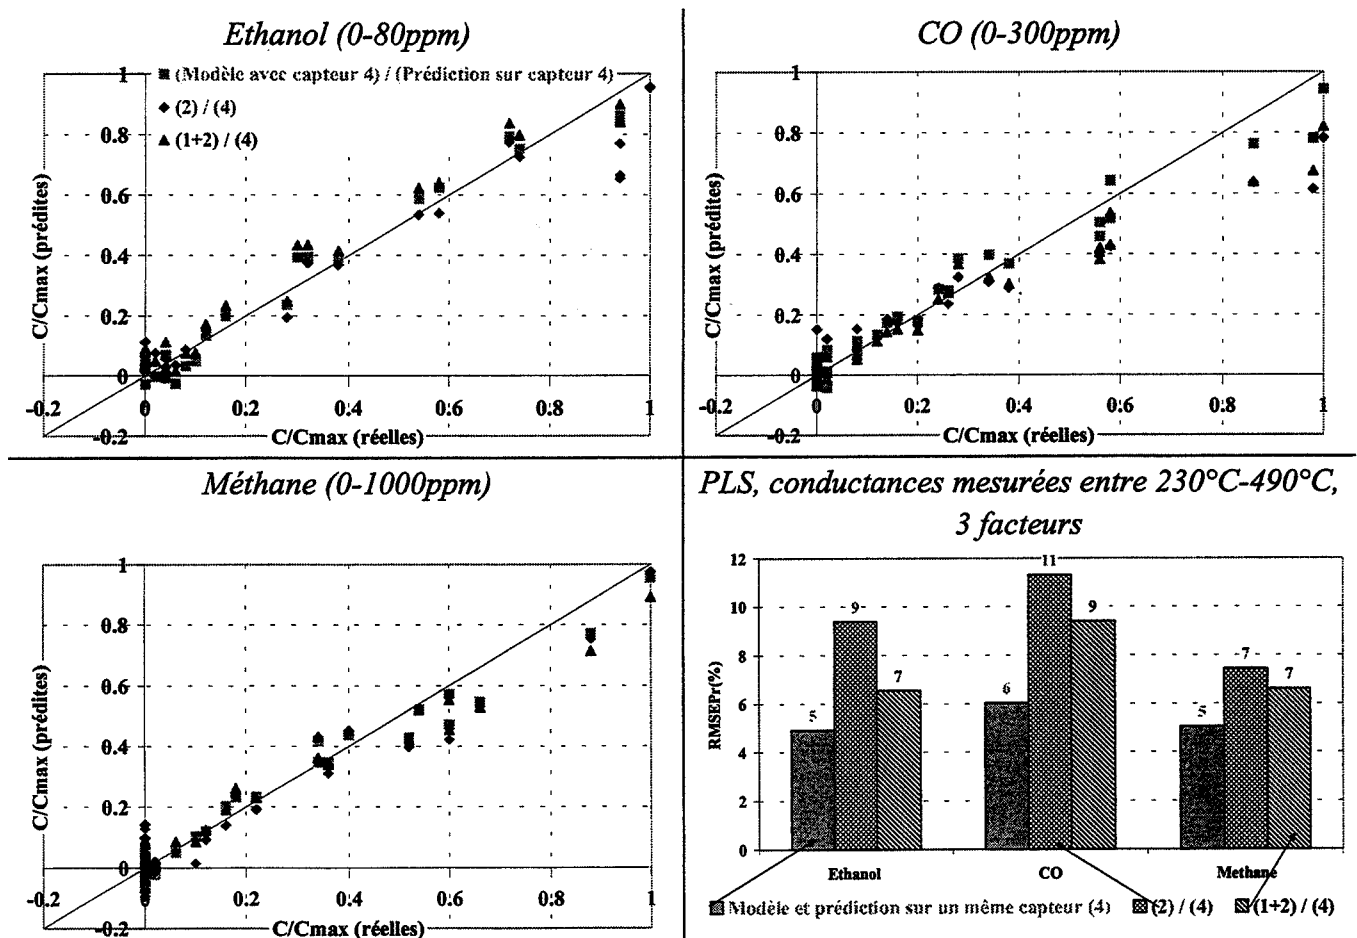 Ethanol (0-80ppm)
(Modèle avec capteur 4) / (Prédiction sur capteur 4)
(2) / (4)
(1+2) / (4)
C/Cmax (prédites)
1
0.8
0.6
0.4
0.2
0
-0.2
-0.2 0 0.2 0.4 0.6 0.8 1
C/Cmax (réelles)
CO (0-300ppm)
C/Cmax (prédites)
1
0.8
0.6
0.4
0.2
0
-0.2
-0.2 0 0.2 0.4 0.6 0.8 1
C/Cmax (réelles)
Méthane (0-1000ppm)
C/Cmax (prédites)
1
0.8
0.6
0.4
0.2
0
-0.2
-0.2 0 0.2 0.4 0.6 0.8 1
C/Cmax (réelles)
PLS, conductances mesurées entre 230°C-490°C,
3 facteurs
RMSEPr(%)
12
10
8
6
4
2
0
5 9 7
6 11 9
5 7 7
Ethanol CO Methane
Modèle et prédiction sur un même capteur (4) (2) / (4) (1+2) / (4)